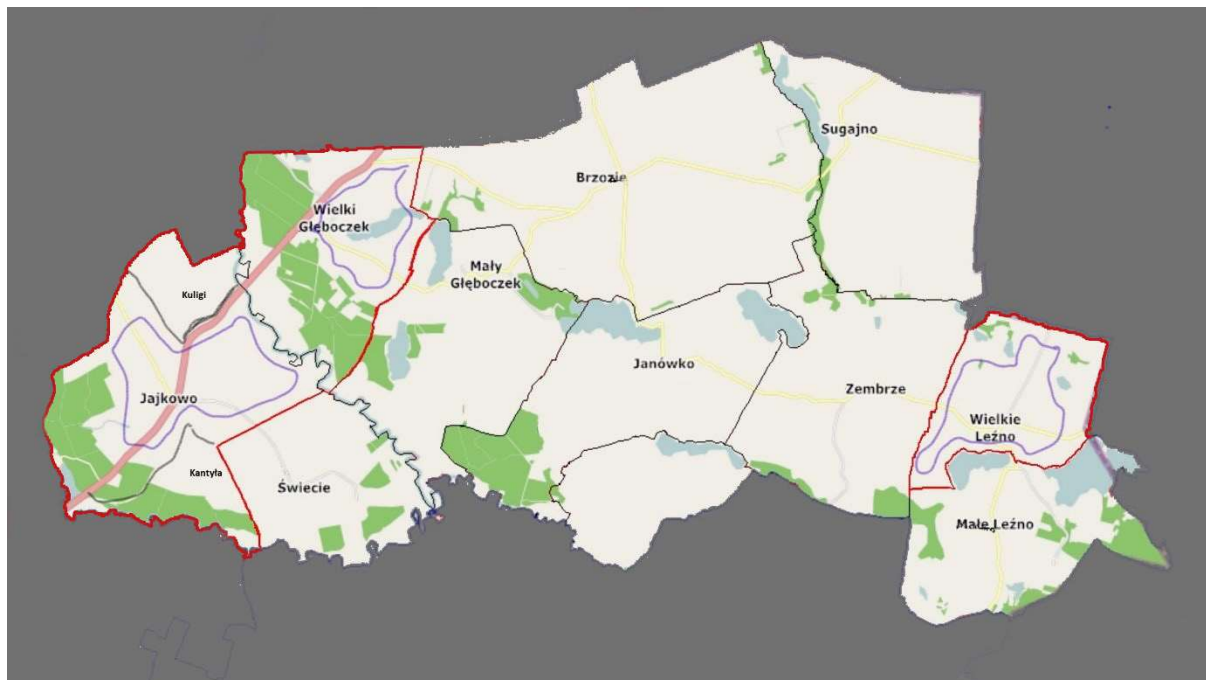 Sugajno
Brzozie
Wielki
Głęboczek
Mały
Głęboczek
Kuligi
Janówko
Jajkowo
Zembrze
Wielkie
Leźno
Kantyła
Świecie
Małe Leźno